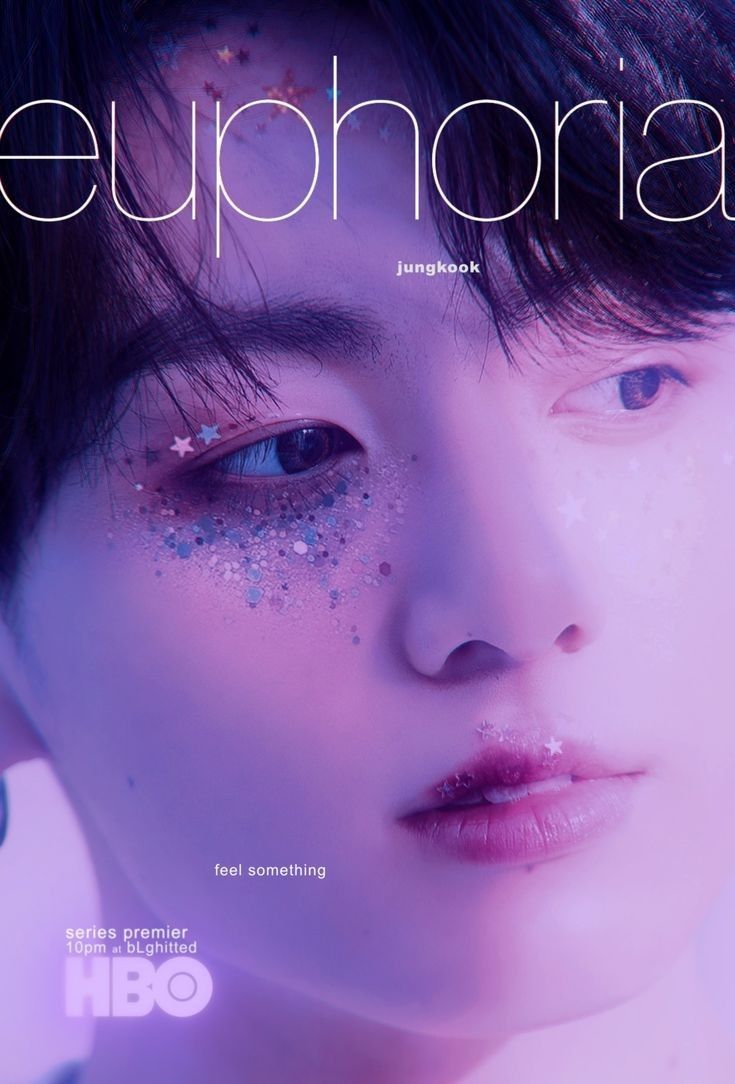 euphoria
jungkook
feel something
series premier
10pm at bLghitted
HBO